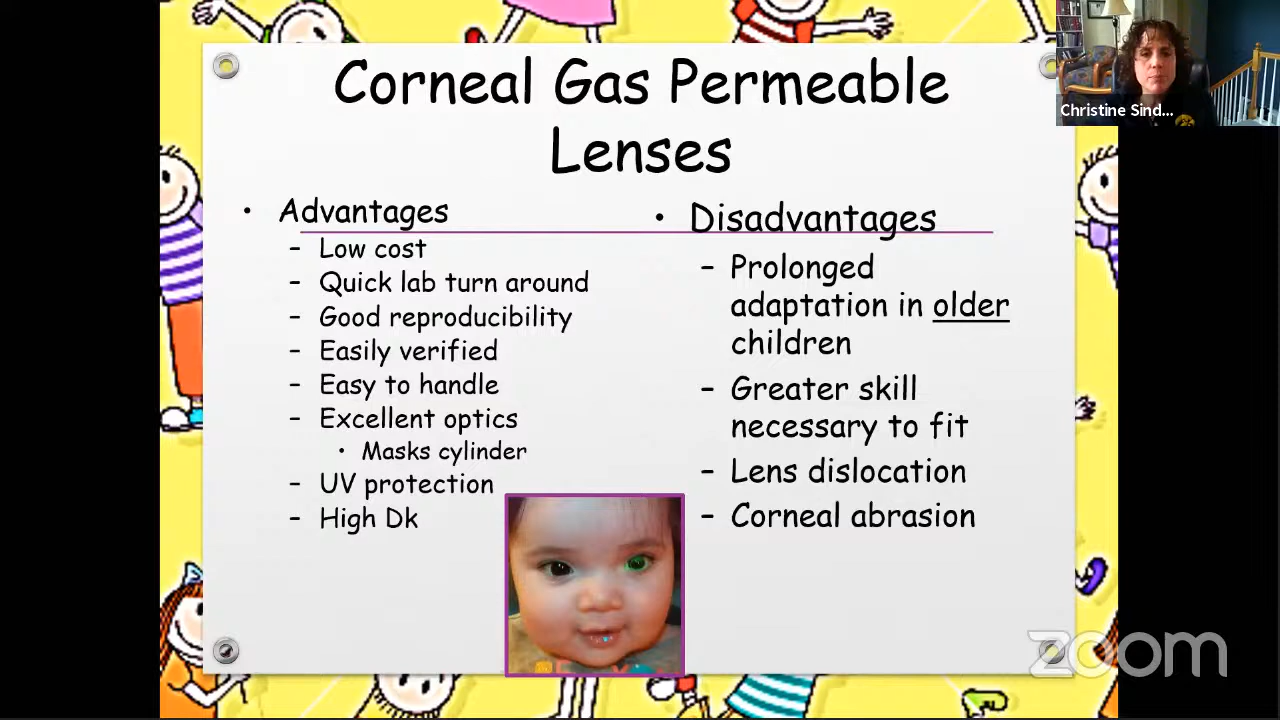 Corneal Gas Permeable
Lenses
Christine Sind...
• Advantages
– Low cost
– Quick lab turn around
– Good reproducibility
– Easily verified
– Easy to handle
– Excellent optics
• Masks cylinder
– UV protection
– High Dk
• Disadvantages
– Prolonged
adaptation in older
children
– Greater skill
necessary to fit
– Lens dislocation
– Corneal abrasion
zoom